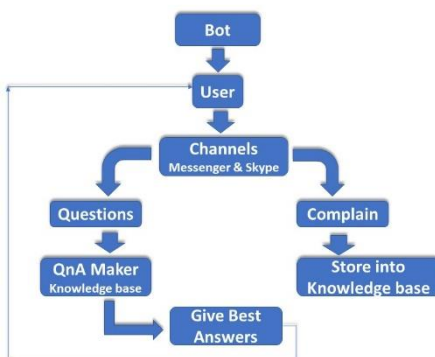 Bot
User
Channels
Messenger & Skype
Questions
Complain
QnA Maker
Knowledge base
Store into
Knowledge base
Give Best
Answers